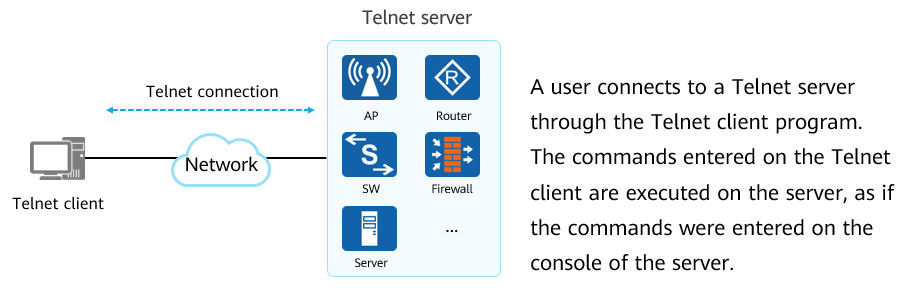 Telnet server
Telnet connection
AP
Router
R
S
SW
Firewall
Network
Telnet client
Server
...
A user connects to a Telnet server
through the Telnet client program.
The commands entered on the Telnet
client are executed on the server, as if
the commands were entered on the
console of the server.